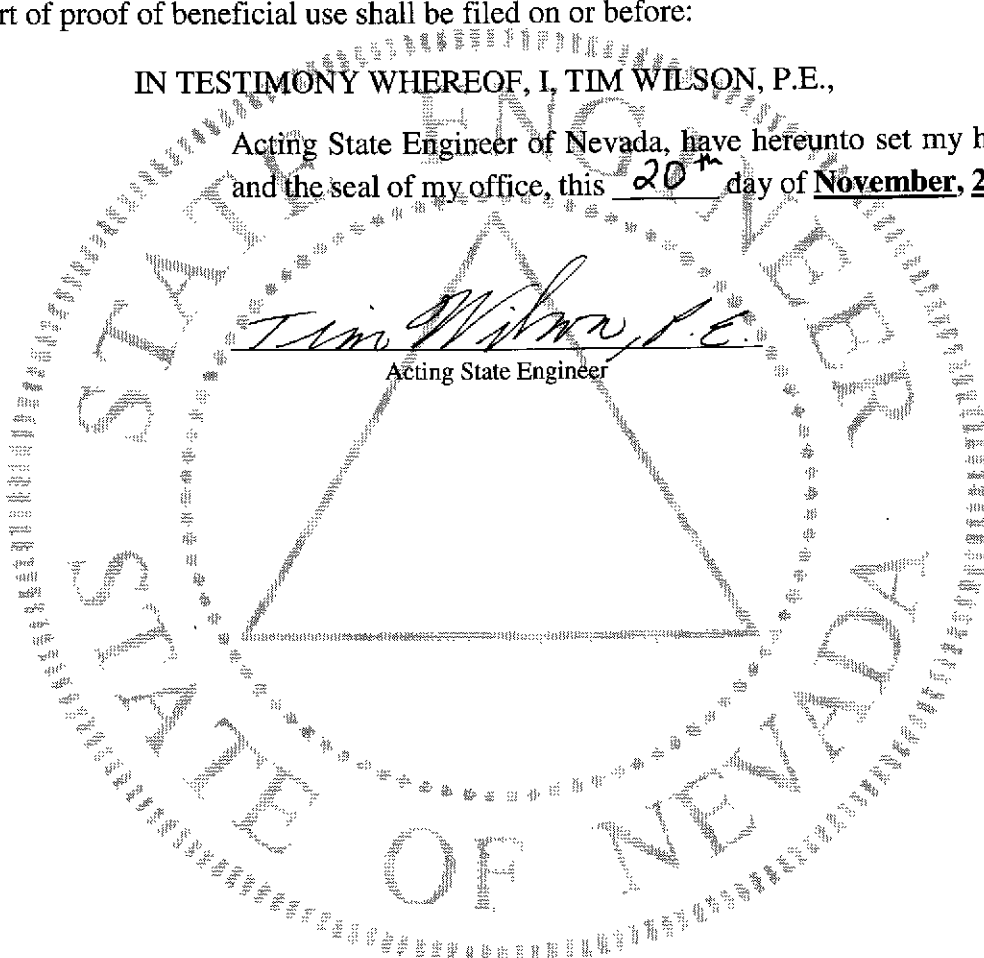 rt of proof of beneficial use shall be filed on or before:
IN TESTIMONY WHEREOF, I, TIM WILSON, P.E.,
Acting State Engineer of Nevada, have hereunto set my h
and the seal of my office, this 20th day of November, 2
Tim Wilson, P.E.
Acting State Engineer
STATE ENGINEER
STATE OF NEVADA